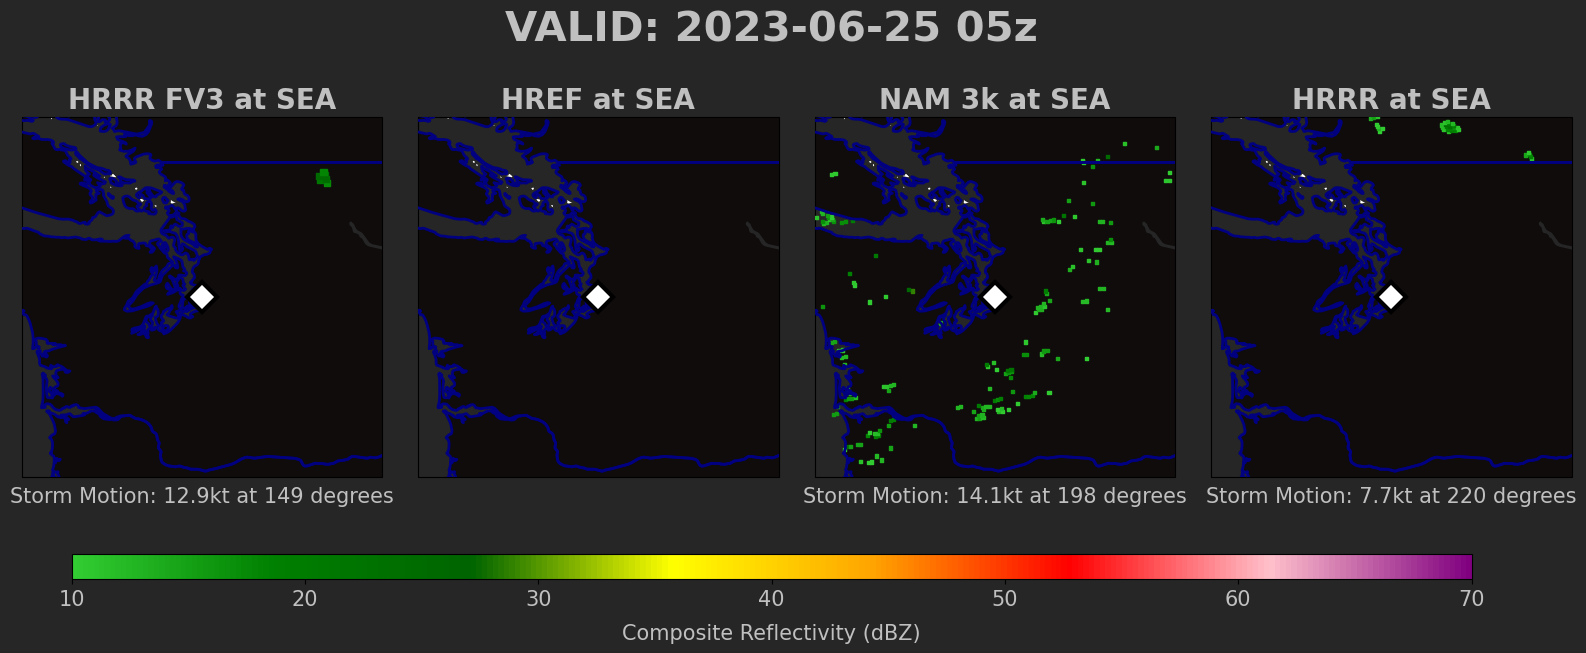 VALID: 2023-06-25 05z
HRRR FV3 at SEA
HREF at SEA
NAM 3k at SEA
HRRR at SEA
Storm Motion: 12.9kt at 149 degrees
Storm Motion: 14.1kt at 198 degrees
Storm Motion: 7.7kt at 220 degrees
10 20 30 40 50 60 70
Composite Reflectivity (dBZ)